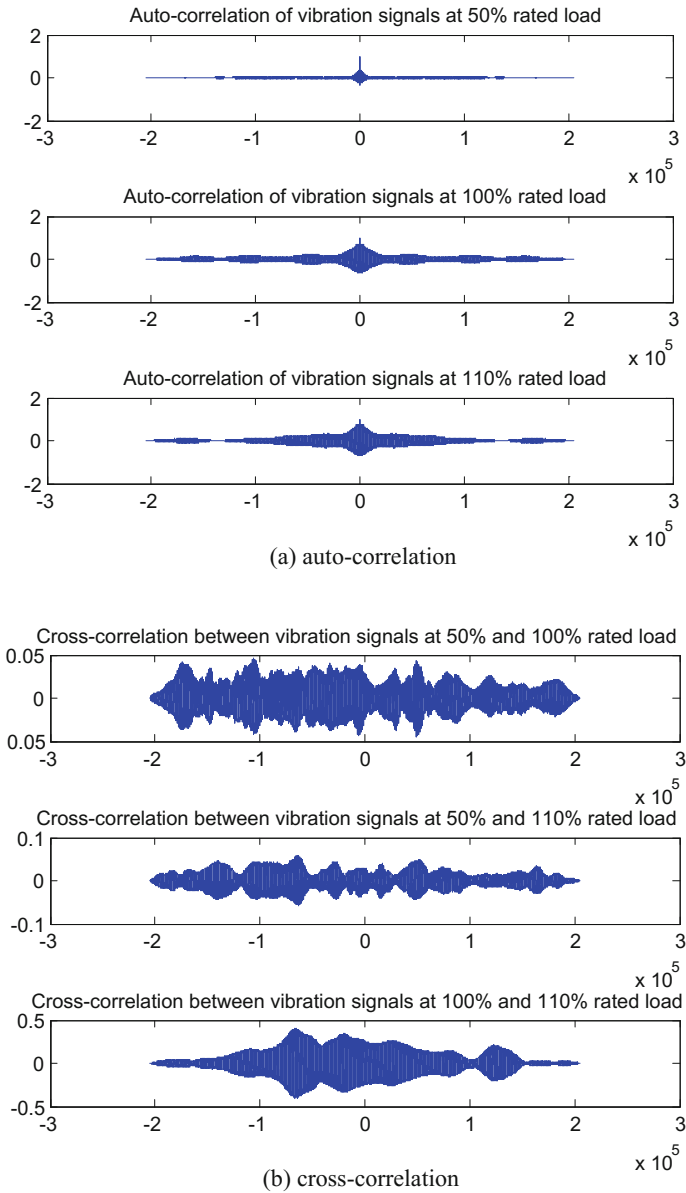 Auto-correlation of vibration signals at 50% rated load
2
0
-2
-3 -2 -1 0 1 2 3
x 10^5
Auto-correlation of vibration signals at 100% rated load
2
0
-2
-3 -2 -1 0 1 2 3
x 10^5
Auto-correlation of vibration signals at 110% rated load
2
0
-2
-3 -2 -1 0 1 2 3
x 10^5
(a) auto-correlation
Cross-correlation between vibration signals at 50% and 100% rated load
0.05
0
0.05
-3 -2 -1 0 1 2 3
x 10^5
Cross-correlation between vibration signals at 50% and 110% rated load
0.1
0
-0.1
-3 -2 -1 0 1 2 3
x 10^5
Cross-correlation between vibration signals at 100% and 110% rated load
0.5
0
-0.5
-3 -2 -1 0 1 2 3
x 10^5
(b) cross-correlation